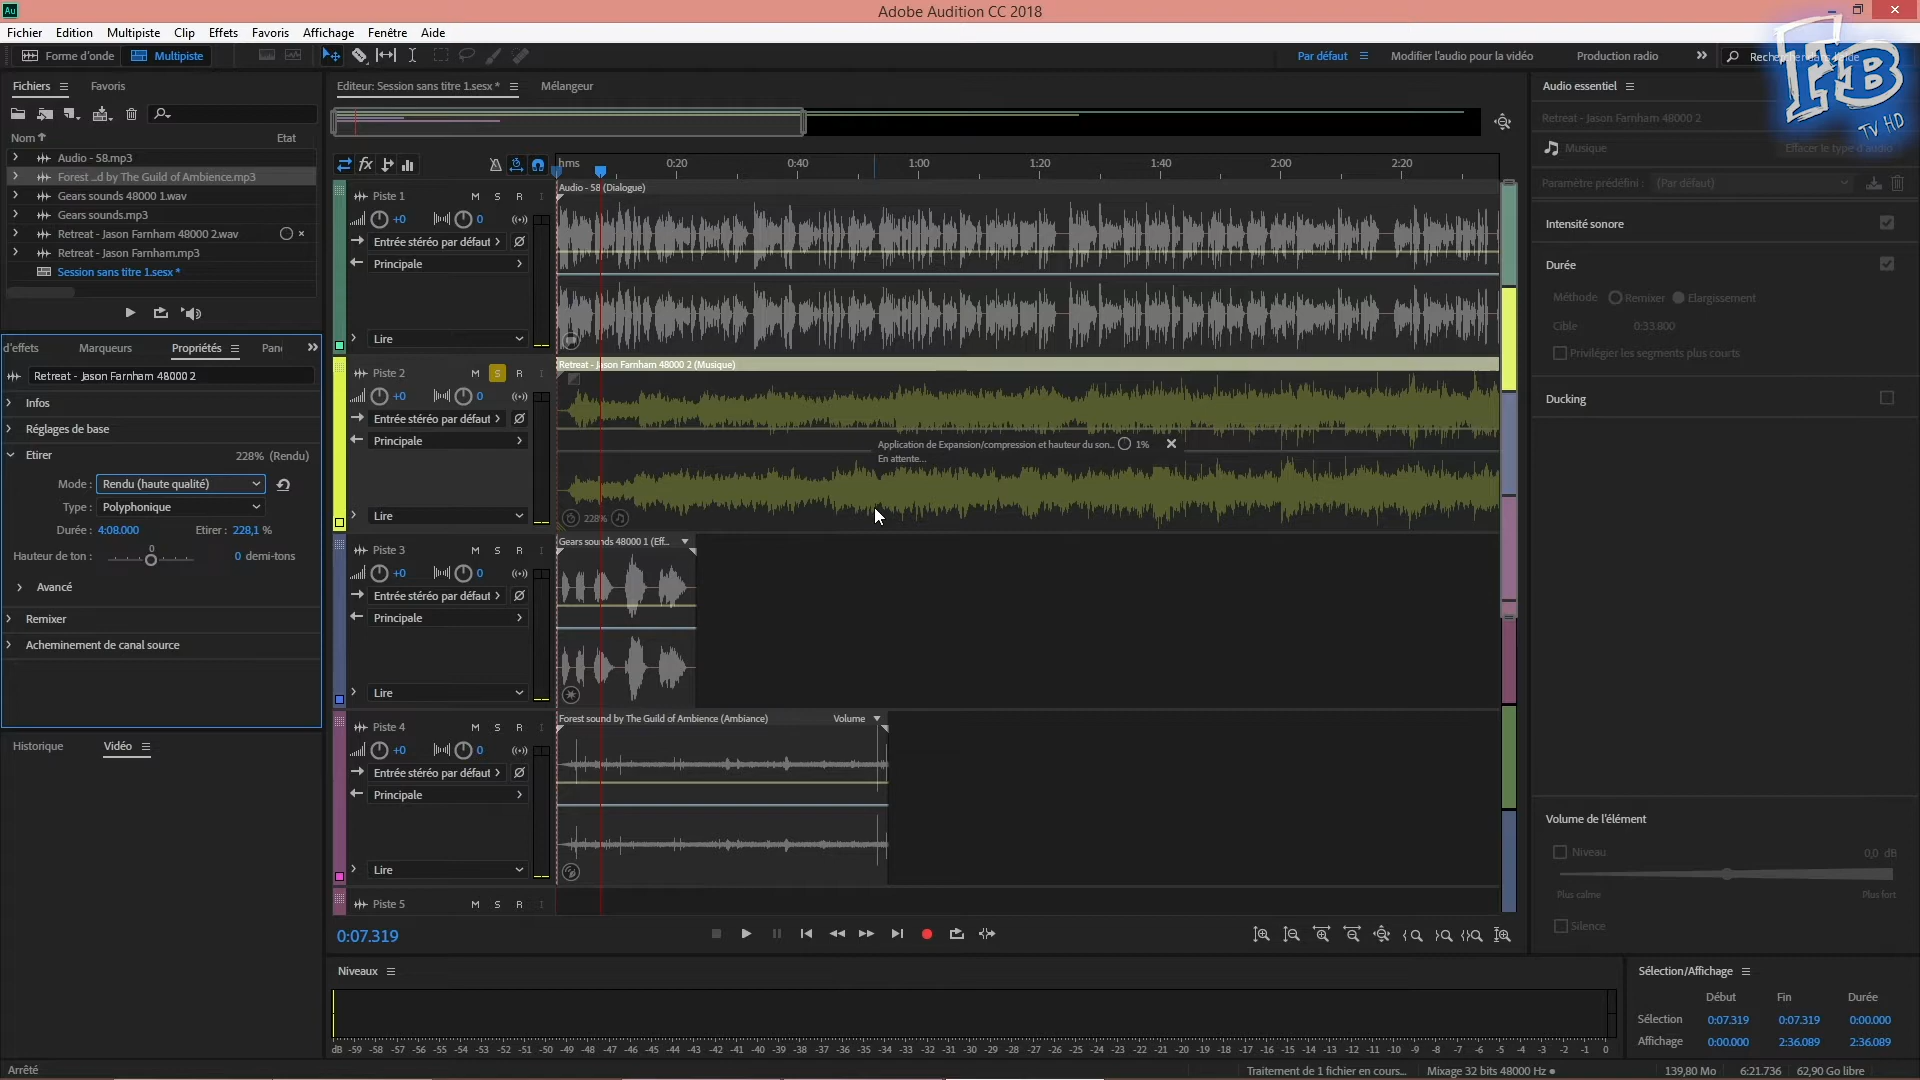 Adobe Audition CC 2018
Fichier Edition Multipiste Clip Effets Favoris Affichage Fenêtre Aide
Forme d'onde Multipiste Par défaut Modifier l'audio pour la vidéo Production radio
Fichiers Favoris
Nom Etat
Audio - 58.mp3
Forest ...d by The Guild of Ambience.mp3
Gears sounds 48000 1.wav
Gears sounds.mp3
Retreat - Jason Farnham 48000 2.wav
Retreat - Jason Farnham.mp3
Session sans titre 1.sesx *
d'effets Marqueurs Propriétés Pan
Retreat - Jason Farnham 48000 2
Infos
Réglages de base
Etirer 228% (Rendu)
Mode : Rendu (haute qualité)
Type : Polyphonique
Durée : 4:08.000 Etirer : 228,1 %
Hauteur de ton : 0 0 demi-tons
Avancé
Remixer
Acheminement de canal source
Historique Vidéo
Editeur: Session sans titre 1.sesx * Mélangeur
fx hms 0:20 0:40 1:00 1:20 1:40 2:00 2:20
Piste 1 M S R I
+0 0
Entrée stéréo par défaut
Principale
Lire
Audio - 58 (Dialogue)
Piste 2 M S R I
+0 0
Entrée stéréo par défaut
Principale
Lire
Retreat - Jason Farnham 48000 2 (Musique)
Application de Expansion/compression et hauteur du son... 1%
En attente...
228%
Piste 3 M S R I
+0 0
Entrée stéréo par défaut
Principale
Lire
Gears sounds 48000 1 (Eff...
Piste 4 M S R I
+0 0
Entrée stéréo par défaut
Principale
Lire
Forest sound by The Guild of Ambience (Ambiance) Volume
Piste 5 M S R I
0:07.319
Niveaux
dB -59 -58 -57 -56 -55 -54 -53 -52 -51 -50 -49 -48 -47 -46 -45 -44 -43 -42 -41 -40 -39 -38 -37 -36 -35 -34 -33 -32 -31 -30 -29 -28 -27 -26 -25 -24 -23 -22 -21 -20 -19 -18 -17 -16 -15 -14 -13 -12 -11 -10 -9 -8 -7 -6 -5 -4 -3 -2 -1 0
Audio essentiel
Retreat - Jason Farnham 48000 2
Musique Effacer le type d'audio
Paramètre prédéfini : (Par défaut)
Intensité sonore
Durée
Méthode Remixer Elargissement
Cible 0:33.800
Privilégier les segments plus courts
Ducking
Volume de l'élément
Niveau 0,0 dB
Plus calme Plus fort
Silence
Sélection/Affichage
Début Fin Durée
Sélection 0:07.319 0:07.319 0:00.000
Affichage 0:00.000 2:36.089 2:36.089
Arrêté Traitement de 1 fichier en cours... Mixage 32 bits 48000 Hz 139,80 Mo 6:21.736 62,90 Go libre
Au
FB
TV HD